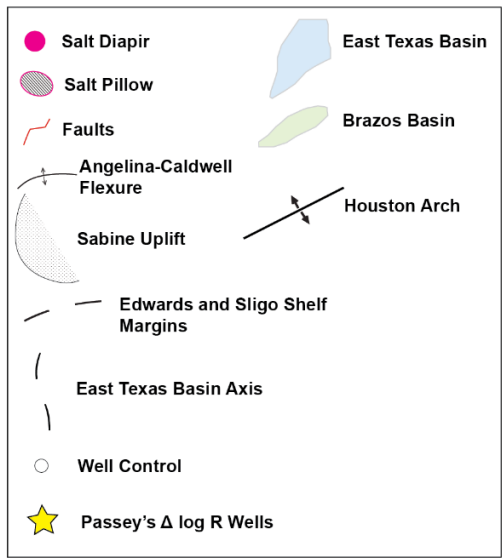 Salt Diapir
Salt Pillow
Faults
Angelina-Caldwell
Flexure
Sabine Uplift
Edwards and Sligo Shelf
Margins
East Texas Basin Axis
Well Control
Passey's Δ log R Wells
East Texas Basin
Brazos Basin
Houston Arch